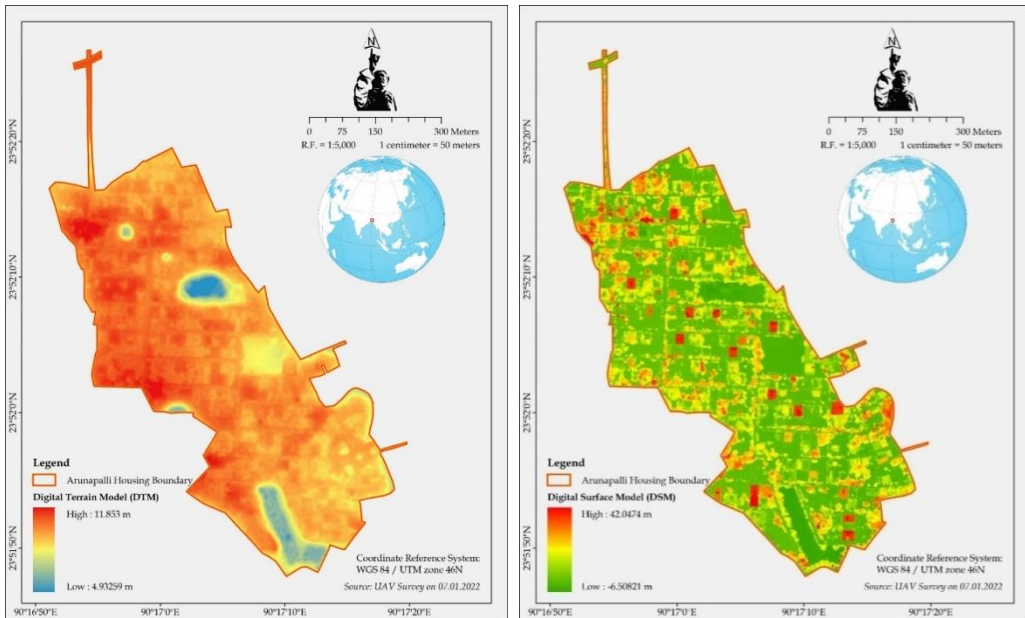 N
0 75 150 300 Meters
R.F. = 1:5,000 1 centimeter = 50 meters
23°52'20"N
23°52'10"N
23°52'0"N
23°51'50"N
Legend
Arunapalli Housing Boundary
Digital Terrain Model (DTM)
High : 11.853 m
Low : 4.93259 m
Coordinate Reference System:
WGS 84 / UTM zone 46N
Source: UAV Survey on 07.01.2022
90°16'50"E 90°17'0"E 90°17'10"E 90°17'20"E
N
0 75 150 300 Meters
R.F. = 1:5,000 1 centimeter = 50 meters
23°52'20"N
23°52'10"N
23°52'0"N
23°51'50"N
Legend
Arunapalli Housing Boundary
Digital Surface Model (DSM)
High : 42.0474 m
Low : -6.50821 m
Coordinate Reference System:
WGS 84 / UTM zone 46N
Source: UAV Survey on 07.01.2022
90°16'50"E 90°17'0"E 90°17'10"E 90°17'20"E